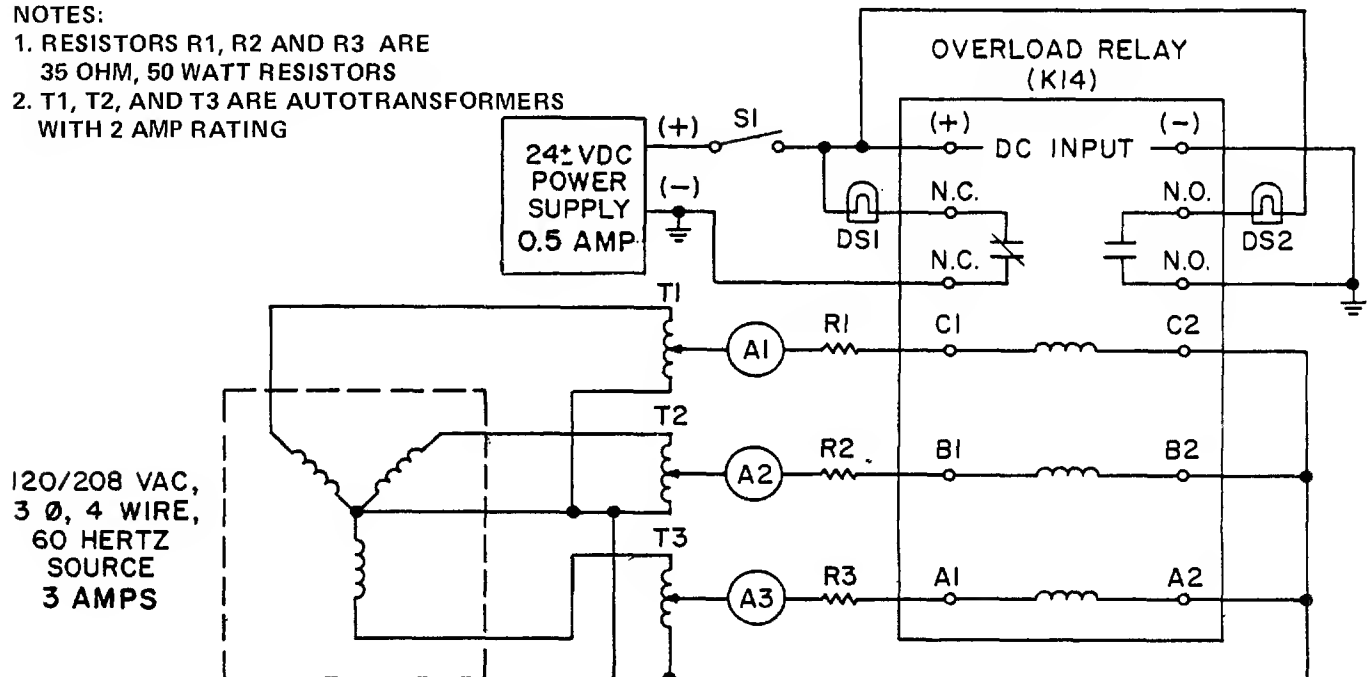 NOTES:
1. RESISTORS R1, R2 AND R3 ARE
35 OHM, 50 WATT RESISTORS
2. T1, T2, AND T3 ARE AUTOTRANSFORMERS
WITH 2 AMP RATING
OVERLOAD RELAY
(K14)
24± VDC
POWER
SUPPLY
0.5 AMP
(+)
(-)
S1
(+)
DC INPUT
(-)
N.C.
N.O.
DS1
DS2
N.C.
N.O.
T1
A1
R1
C1
C2
T2
A2
R2
B1
B2
120/208 VAC,
3 Ø, 4 WIRE,
60 HERTZ
SOURCE
3 AMPS
T3
A3
R3
A1
A2